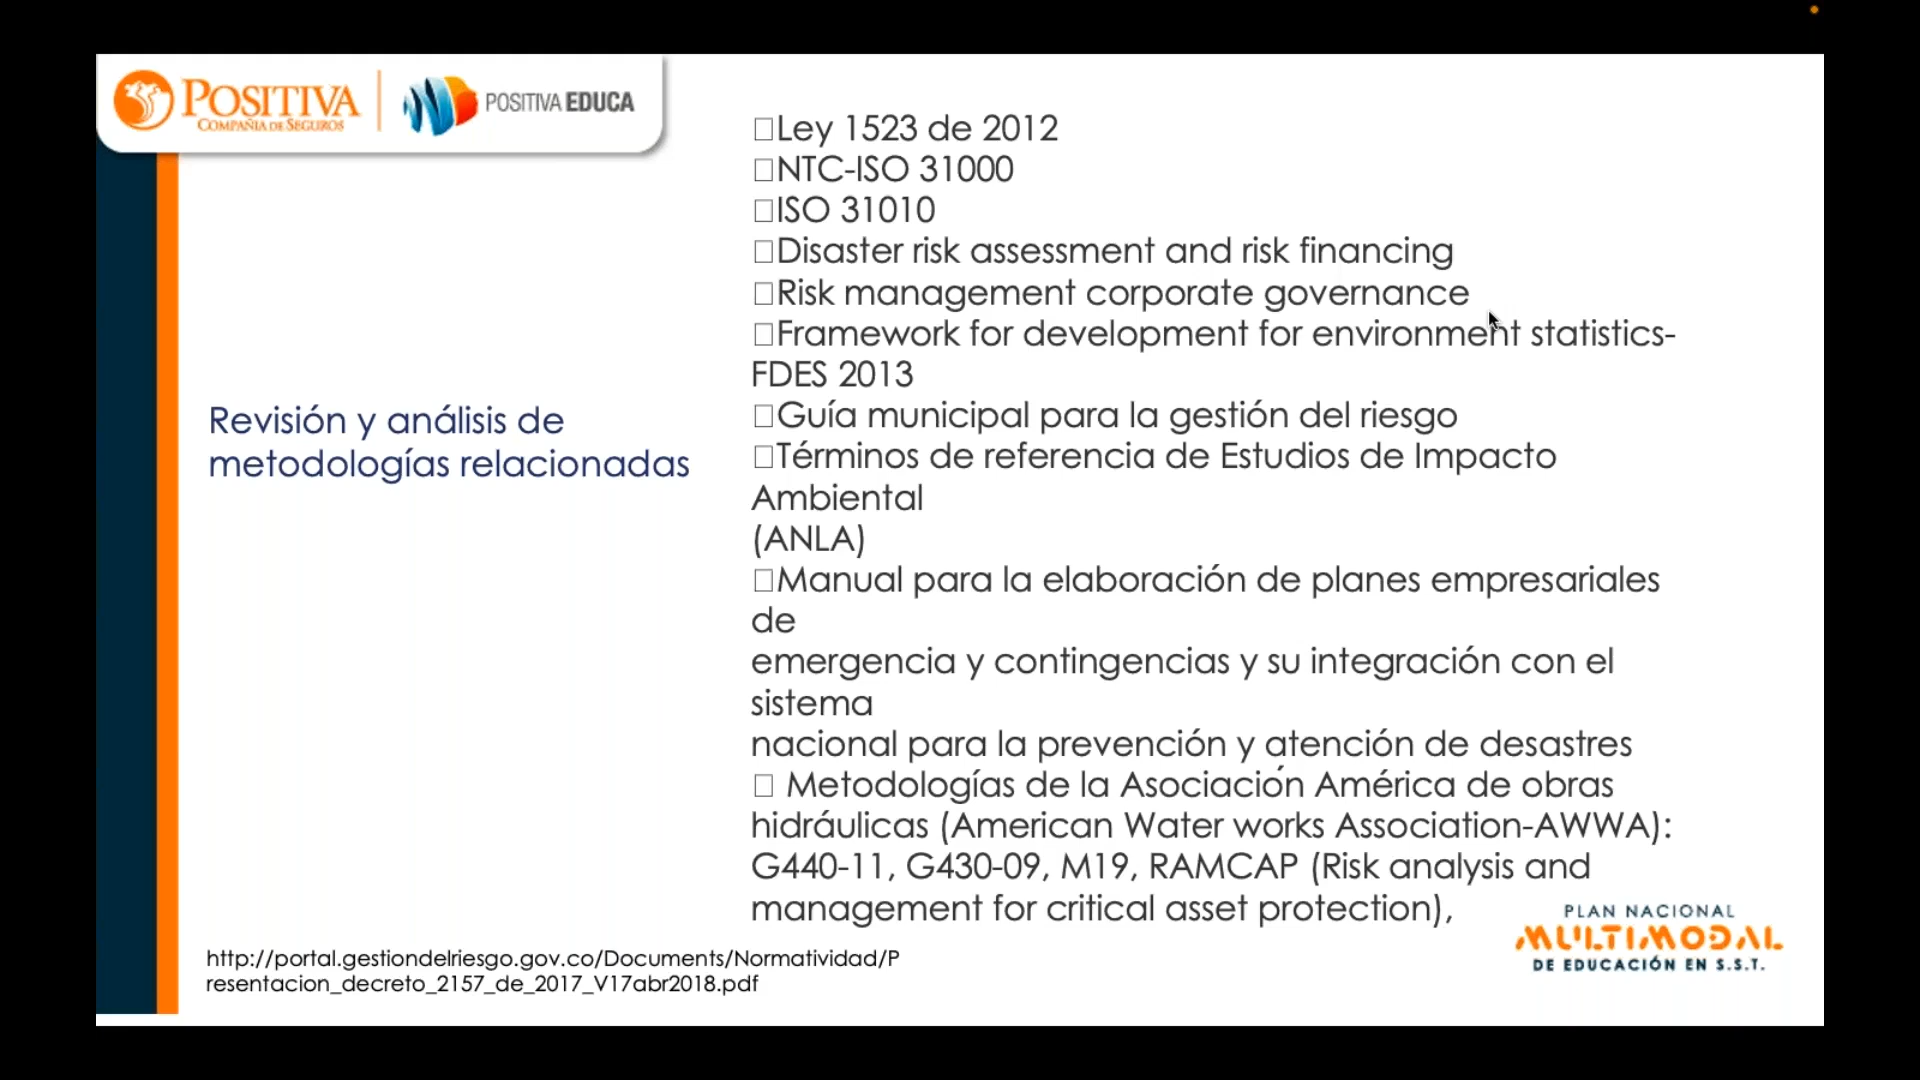 POSITIVA
COMPAÑIA DE SEGUROS
POSITIVA EDUCA
Revisión y análisis de
metodologías relacionadas
□Ley 1523 de 2012
□NTC-ISO 31000
□ISO 31010
□Disaster risk assessment and risk financing
□Risk management corporate governance
□Framework for development for environment statistics-
FDES 2013
□Guía municipal para la gestión del riesgo
□Términos de referencia de Estudios de Impacto
Ambiental
(ANLA)
□Manual para la elaboración de planes empresariales
de
emergencia y contingencias y su integración con el
sistema
nacional para la prevención y atención de desastres
□ Metodologías de la Asociación América de obras
hidráulicas (American Water works Association-AWWA):
G440-11, G430-09, M19, RAMCAP (Risk analysis and
management for critical asset protection),
http://portal.gestiondelriesgo.gov.co/Documents/Normatividad/P
resentacion_decreto_2157_de_2017_V17abr2018.pdf
PLAN NACIONAL
MULTIMODAL
DE EDUCACIÓN EN S.S.T.